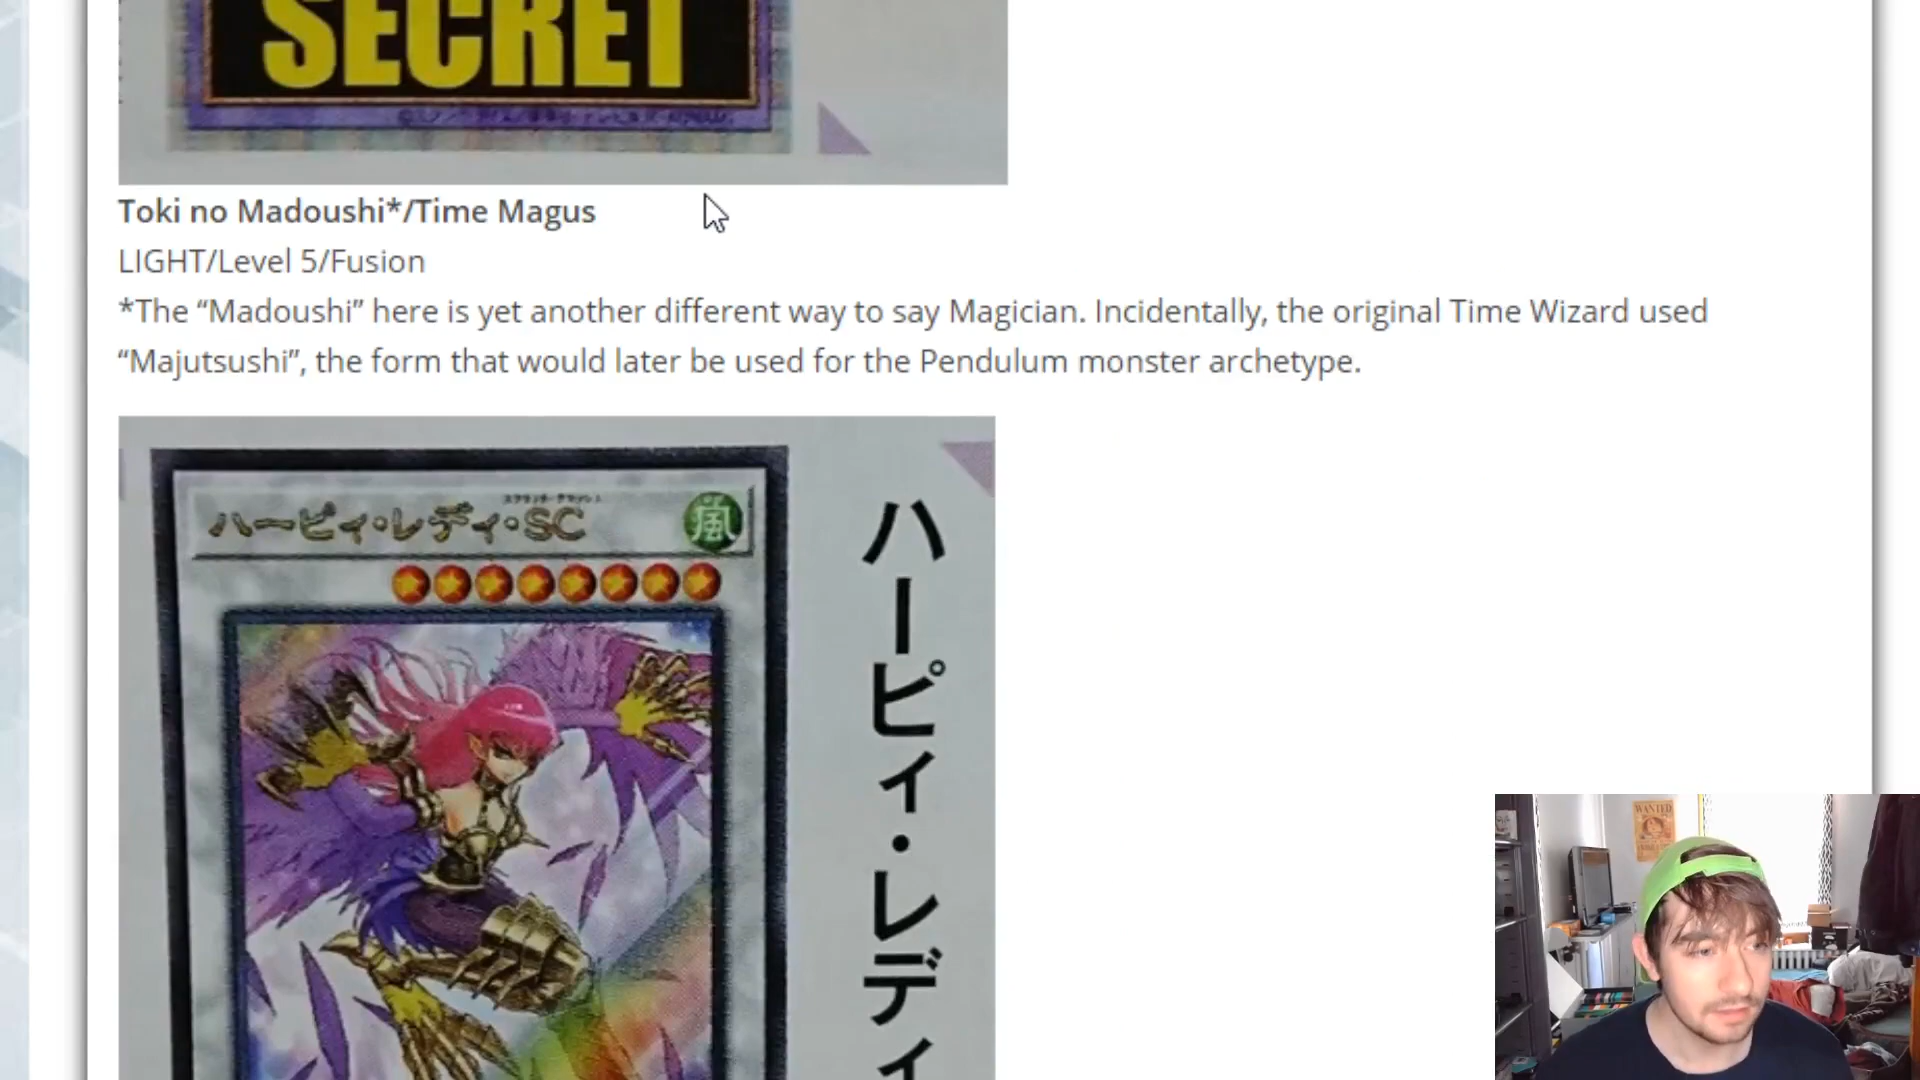 SECRET
Toki no Madoushi*/Time Magus
LIGHT/Level 5/Fusion
*The “Madoushi” here is yet another different way to say Magician. Incidentally, the original Time Wizard used
“Majutsushi”, the form that would later be used for the Pendulum monster archetype.
ハーピィ・レディ・SC
風
ハーピィ・レディ
WANTED